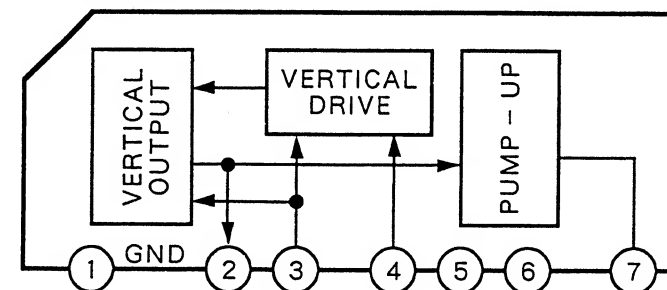 VERTICAL
OUTPUT
VERTICAL
DRIVE
PUMP – UP
GND
1 2 3 4 5 6 7